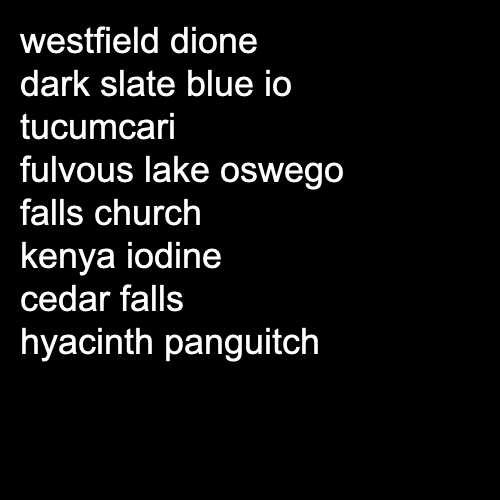 westfield dione
dark slate blue io
tucumcari
fulvous lake oswego
falls church
kenya iodine
cedar falls
hyacinth panguitch